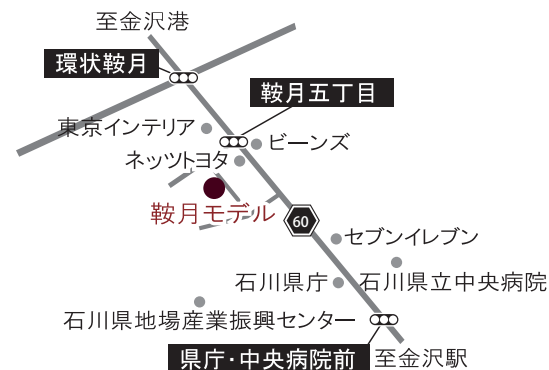 至金沢港
環状鞍月
鞍月五丁目
東京インテリア
ビーンズ
ネッツトヨタ
鞍月モデル
60
セブンイレブン
石川県庁
石川県立中央病院
石川県地場産業振興センター
県庁・中央病院前
至金沢駅